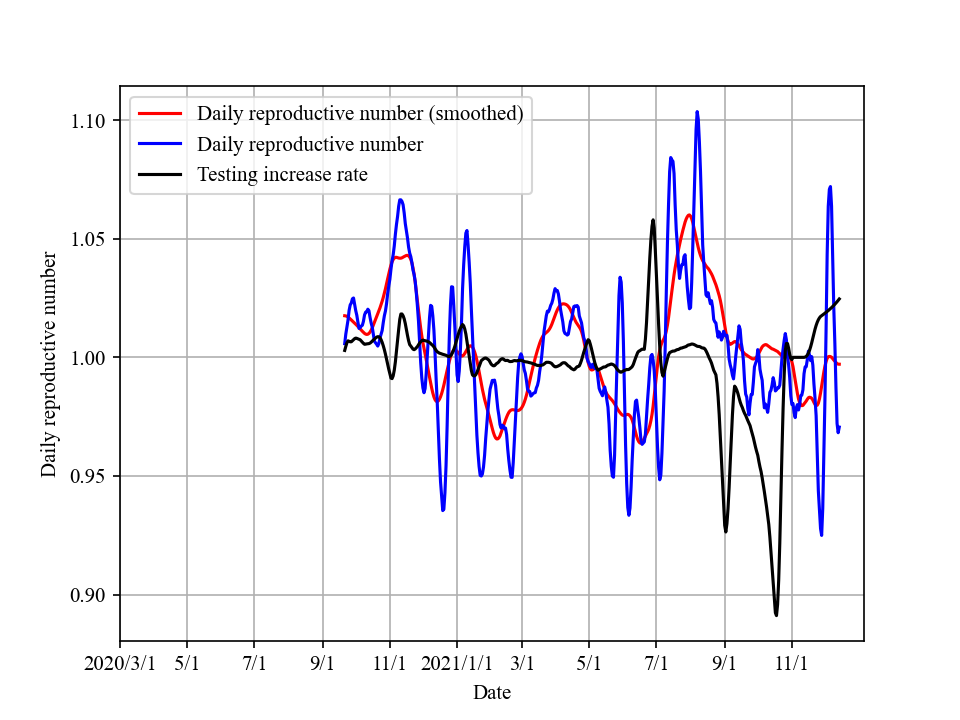 Daily reproductive number (smoothed)
Daily reproductive number
Testing increase rate
Daily reproductive number
1.10
1.05
1.00
0.95
0.90
2020/3/1 5/1 7/1 9/1 11/1 2021/1/1 3/1 5/1 7/1 9/1 11/1
Date